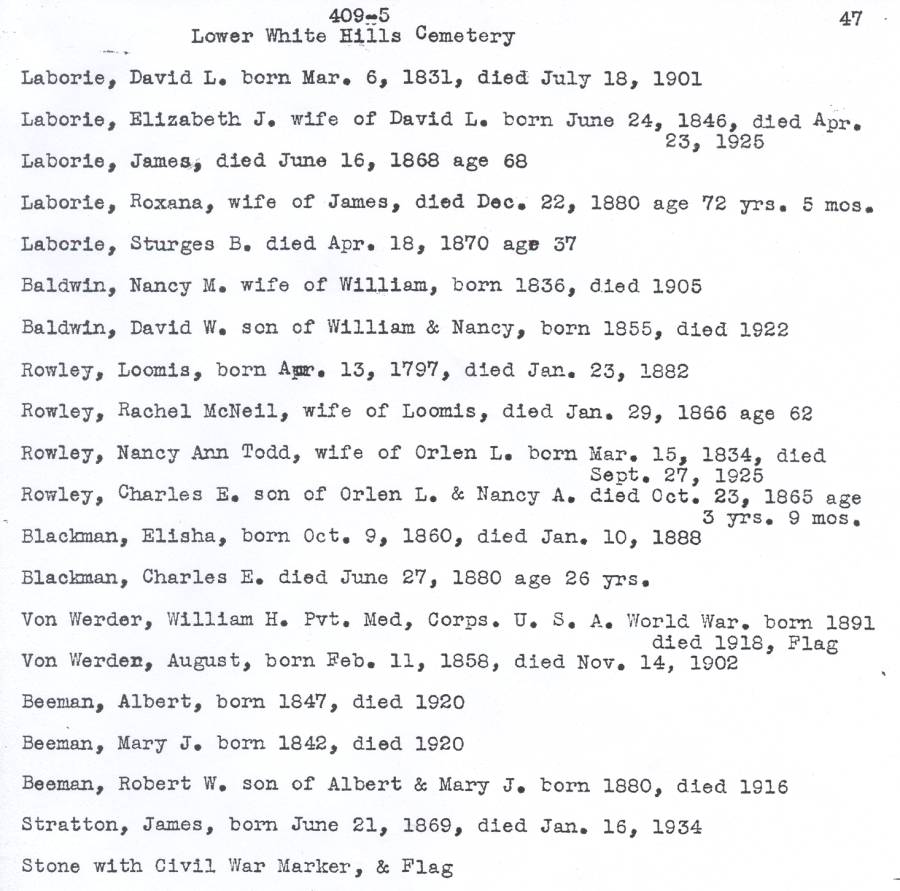 409-5
47
Lower White Hills Cemetery
Laborie, David L. born Mar. 6, 1831, died July 18, 1901
Laborie, Elizabeth J. wife of David L. born June 24, 1846, died Apr.
23, 1925
Laborie, James, died June 16, 1868 age 68
Laborie, Roxana, wife of James, died Dec. 22, 1880 age 72 yrs. 5 mos.
Laborie, Sturges B. died Apr. 18, 1870 age 37
Baldwin, Nancy M. wife of William, born 1836, died 1905
Baldwin, David W. son of William & Nancy, born 1855, died 1922
Rowley, Loomis, born Apr. 13, 1797, died Jan. 23, 1882
Rowley, Rachel McNeil, wife of Loomis, died Jan. 29, 1866 age 62
Rowley, Nancy Ann Todd, wife of Orlen L. born Mar. 15, 1834, died
Sept. 27, 1925
Rowley, Charles E. son of Orlen L. & Nancy A. died Oct. 23, 1865 age
3 yrs. 9 mos.
Blackman, Elisha, born Oct. 9, 1860, died Jan. 10, 1888
Blackman, Charles E. died June 27, 1880 age 26 yrs.
Von Werder, William H. Pvt. Med, Corps. U. S. A. World War. born 1891
died 1918, Flag
Von Werder, August, born Feb. 11, 1858, died Nov. 14, 1902
Beeman, Albert, born 1847, died 1920
Beeman, Mary J. born 1842, died 1920
Beeman, Robert W. son of Albert & Mary J. born 1880, died 1916
Stratton, James, born June 21, 1869, died Jan. 16, 1934
Stone with Civil War Marker, & Flag